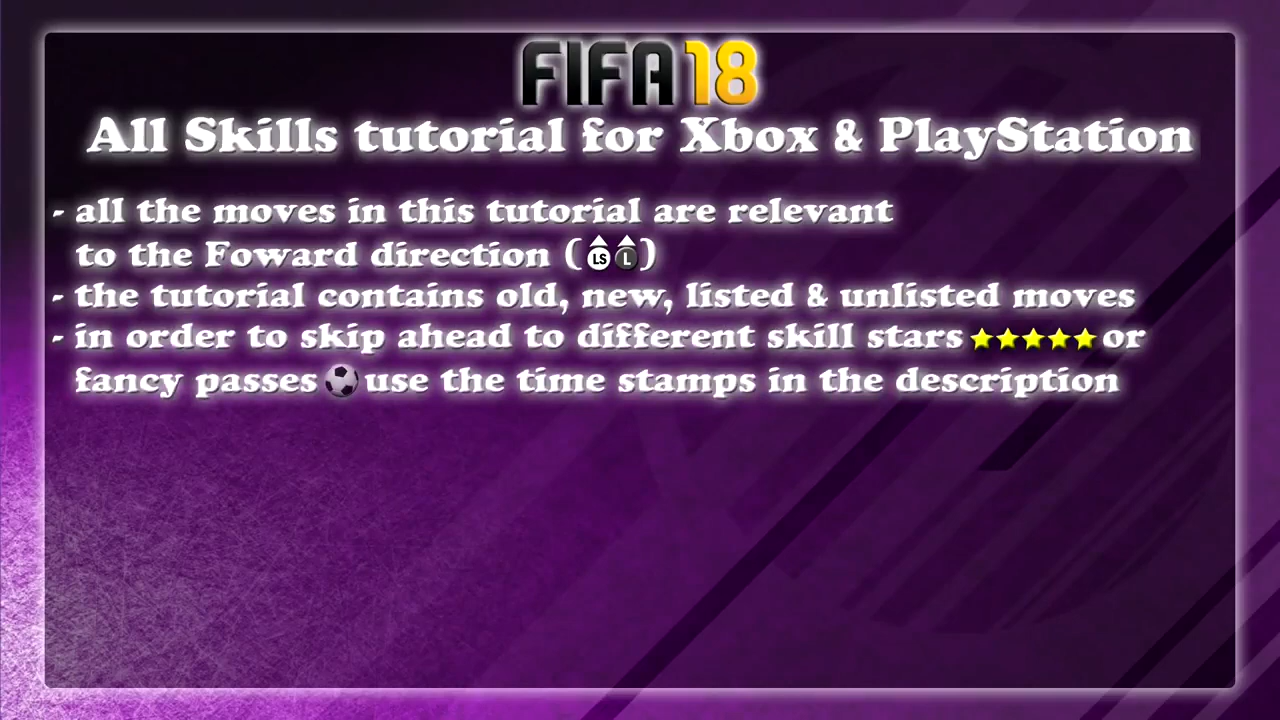 FIFA 18
All Skills tutorial for Xbox & PlayStation
- all the moves in this tutorial are relevant
to the Foward direction (LS L)
- the tutorial contains old, new, listed & unlisted moves
- in order to skip ahead to different skill stars ★★★★★ or
fancy passes ⚽ use the time stamps in the description